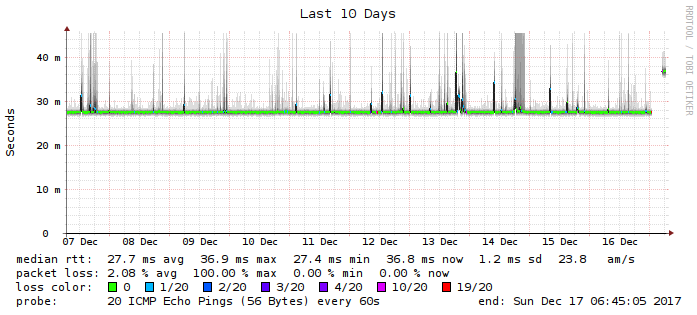 Last 10 Days
RRDTOOL / TOBI OETIKER
Seconds
40 m
30 m
20 m
10 m
0
07 Dec 08 Dec 09 Dec 10 Dec 11 Dec 12 Dec 13 Dec 14 Dec 15 Dec 16 Dec
median rtt: 27.7 ms avg 36.9 ms max 27.4 ms min 36.8 ms now 1.2 ms sd 23.8 am/s
packet loss: 2.08 % avg 100.00 % max 0.00 % min 0.00 % now
loss color: 0 1/20 2/20 3/20 4/20 10/20 19/20
probe: 20 ICMP Echo Pings (56 Bytes) every 60s end: Sun Dec 17 06:45:05 2017